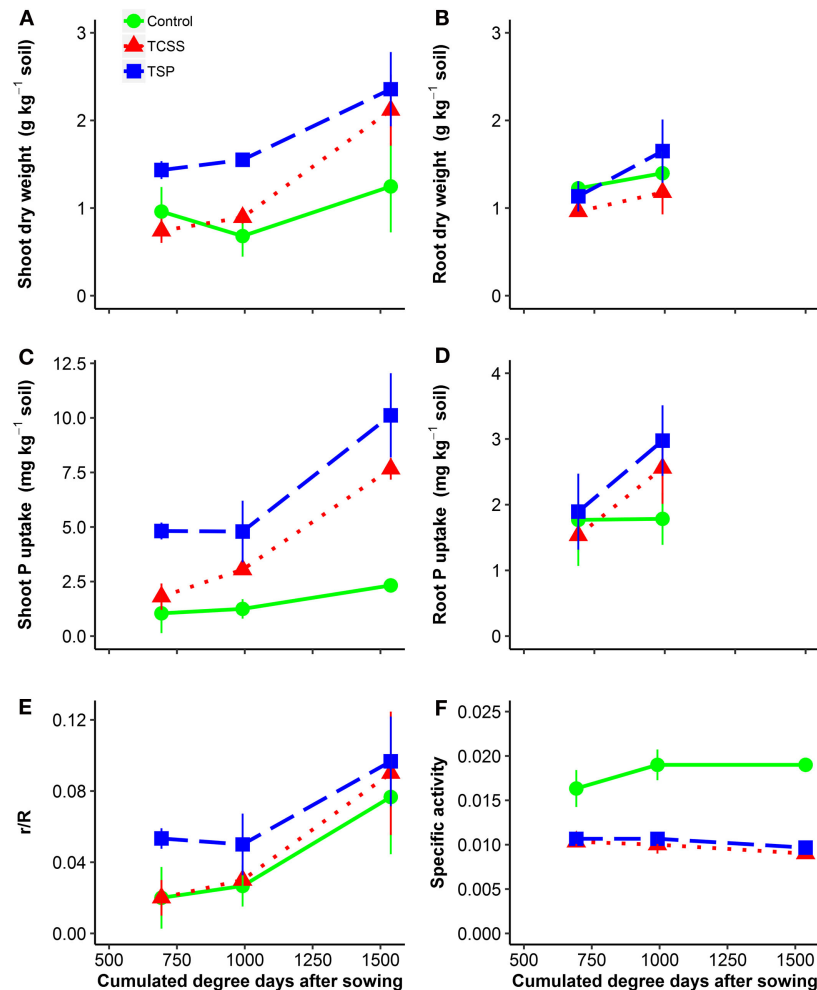 A
Control
TCSS
TSP
3
2
1
0
Shoot dry weight (g kg⁻¹ soil)
B
3
2
1
0
Root dry weight (g kg⁻¹ soil)
C
12.5
10.0
7.5
5.0
2.5
0.0
Shoot P uptake (mg kg⁻¹ soil)
D
4
3
2
1
0
Root P uptake (mg kg⁻¹ soil)
E
0.12
0.08
0.04
0.00
r/R
500 750 1000 1250 1500
Cumulated degree days after sowing
F
0.025
0.020
0.015
0.010
0.005
0.000
Specific activity
500 750 1000 1250 1500
Cumulated degree days after sowing